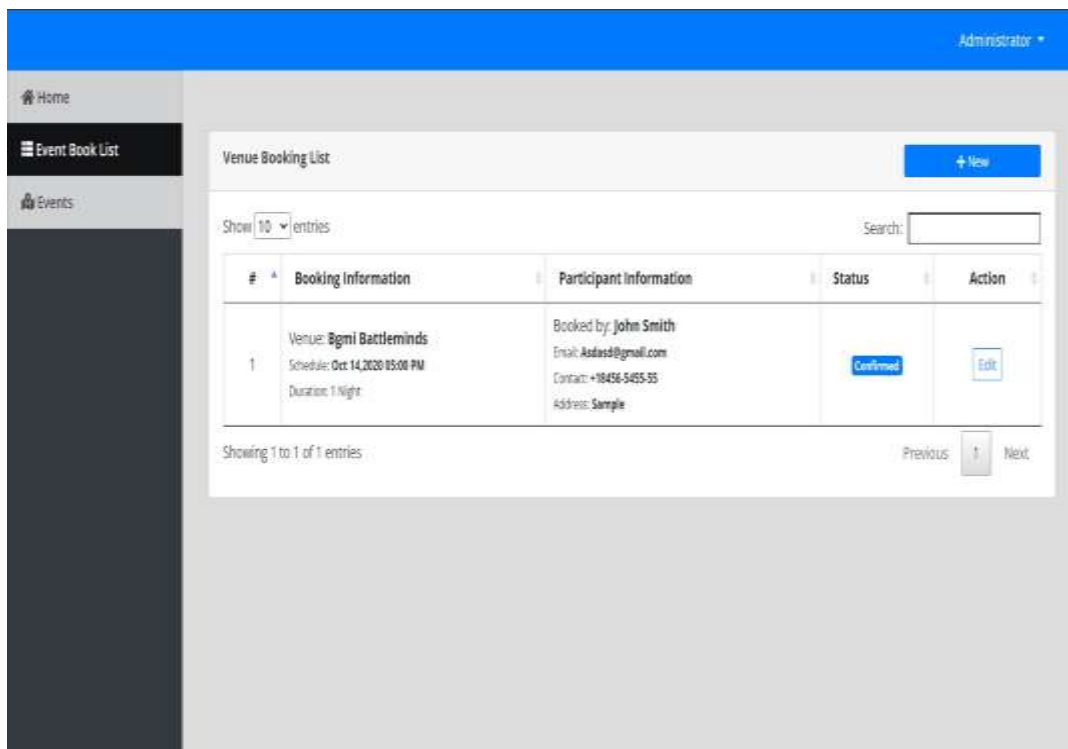 Administrator
Home
Event Book List
Events
Venue Booking List
+ New
Show 10 entries
Search:
# Booking Information Participant Information Status Action
1
Venue: Bgmi Battleminds
Schedule: Oct 14,2020 05:00 PM
Duration: 1 Night
Booked by: John Smith
Email: Asdasd@gmail.com
Contact: +18456-5455-55
Address: Sample
Confirmed
Edit
Showing 1 to 1 of 1 entries
Previous 1 Next